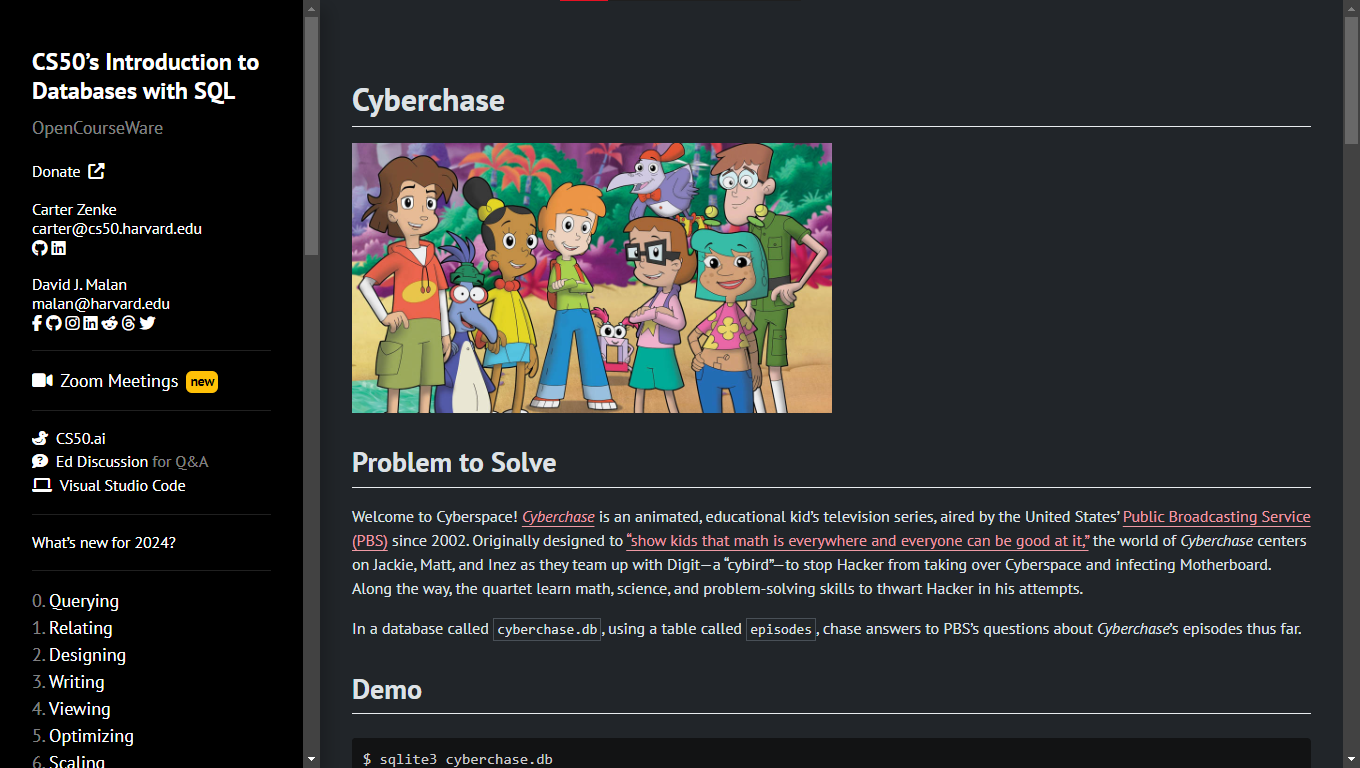 CS50’s Introduction to
Databases with SQL
OpenCourseWare
Donate
Carter Zenke
carter@cs50.harvard.edu
David J. Malan
malan@harvard.edu
Zoom Meetings new
CS50.ai
Ed Discussion for Q&A
Visual Studio Code
What’s new for 2024?
0. Querying
1. Relating
2. Designing
3. Writing
4. Viewing
5. Optimizing
6. Scaling
Cyberchase
Problem to Solve
Welcome to Cyberspace! Cyberchase is an animated, educational kid’s television series, aired by the United States’ Public Broadcasting Service
(PBS) since 2002. Originally designed to “show kids that math is everywhere and everyone can be good at it,” the world of Cyberchase centers
on Jackie, Matt, and Inez as they team up with Digit—a “cybird”—to stop Hacker from taking over Cyberspace and infecting Motherboard.
Along the way, the quartet learn math, science, and problem-solving skills to thwart Hacker in his attempts.
In a database called cyberchase.db, using a table called episodes, chase answers to PBS’s questions about Cyberchase’s episodes thus far.
Demo
$ sqlite3 cyberchase.db